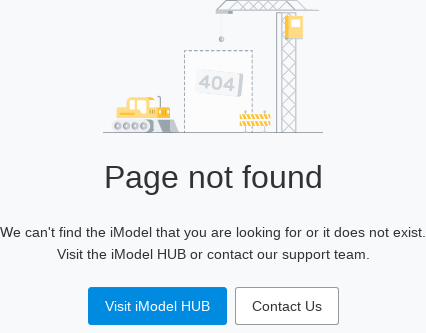 404
Page not found
We can't find the iModel that you are looking for or it does not exist.
Visit the iModel HUB or contact our support team.
Visit iModel HUB
Contact Us